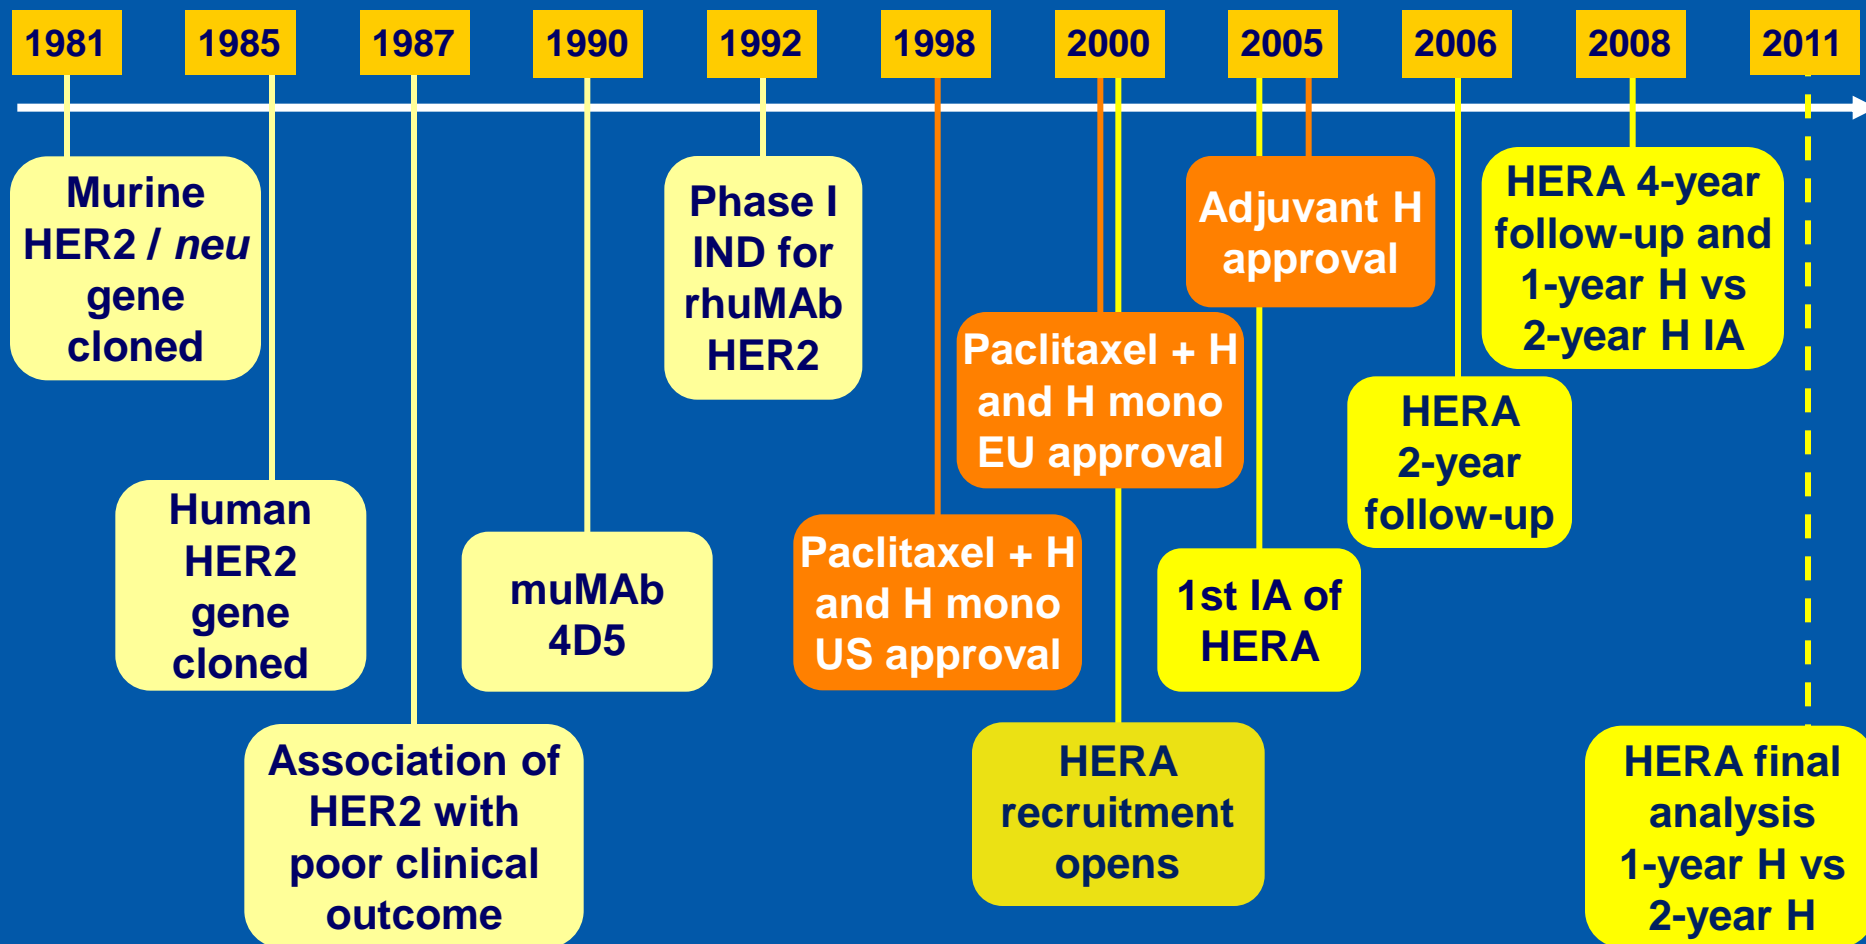 1981 1985 1987 1990 1992 1998 2000 2005 2006 2008 2011
Murine
HER2 / neu
gene
cloned
Human
HER2
gene
cloned
Association of
HER2 with
poor clinical
outcome
muMAb
4D5
Phase I
IND for
rhuMAb
HER2
Paclitaxel + H
and H mono
US approval
Paclitaxel + H
and H mono
EU approval
HERA
recruitment
opens
1st IA of
HERA
Adjuvant H
approval
HERA
2-year
follow-up
HERA 4-year
follow-up and
1-year H vs
2-year H IA
HERA final
analysis
1-year H vs
2-year H